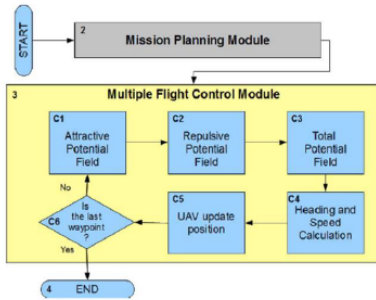 START
2
Mission Planning Module
3
Multiple Flight Control Module
C1
Attractive
Potential
Field
C2
Repulsive
Potential
Field
C3
Total
Potential
Field
No
Is
the last
waypoint
?
C6
Yes
C5
UAV update
position
C4
Heading and
Speed
Calculation
4
END